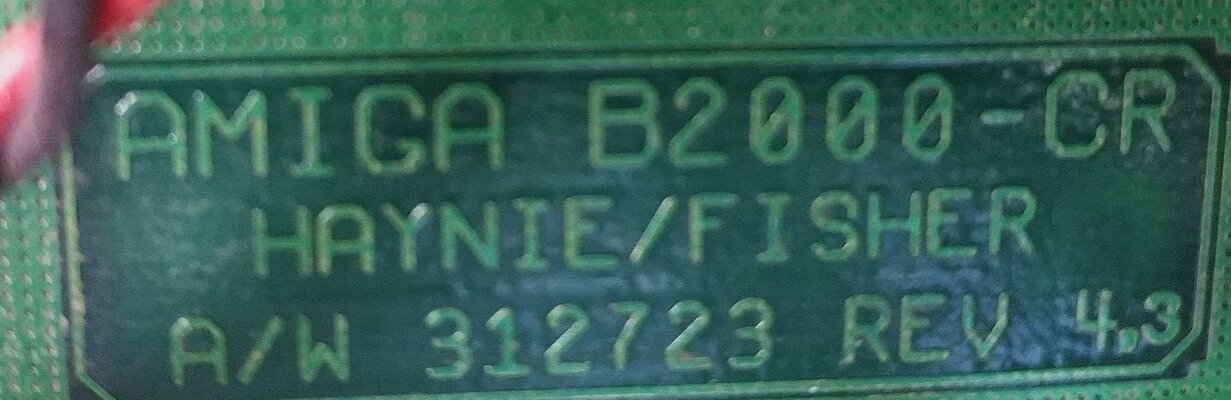 AMIGA B2000-CR
HAYNIE/FISHER
A/W 312723 REV 4.3